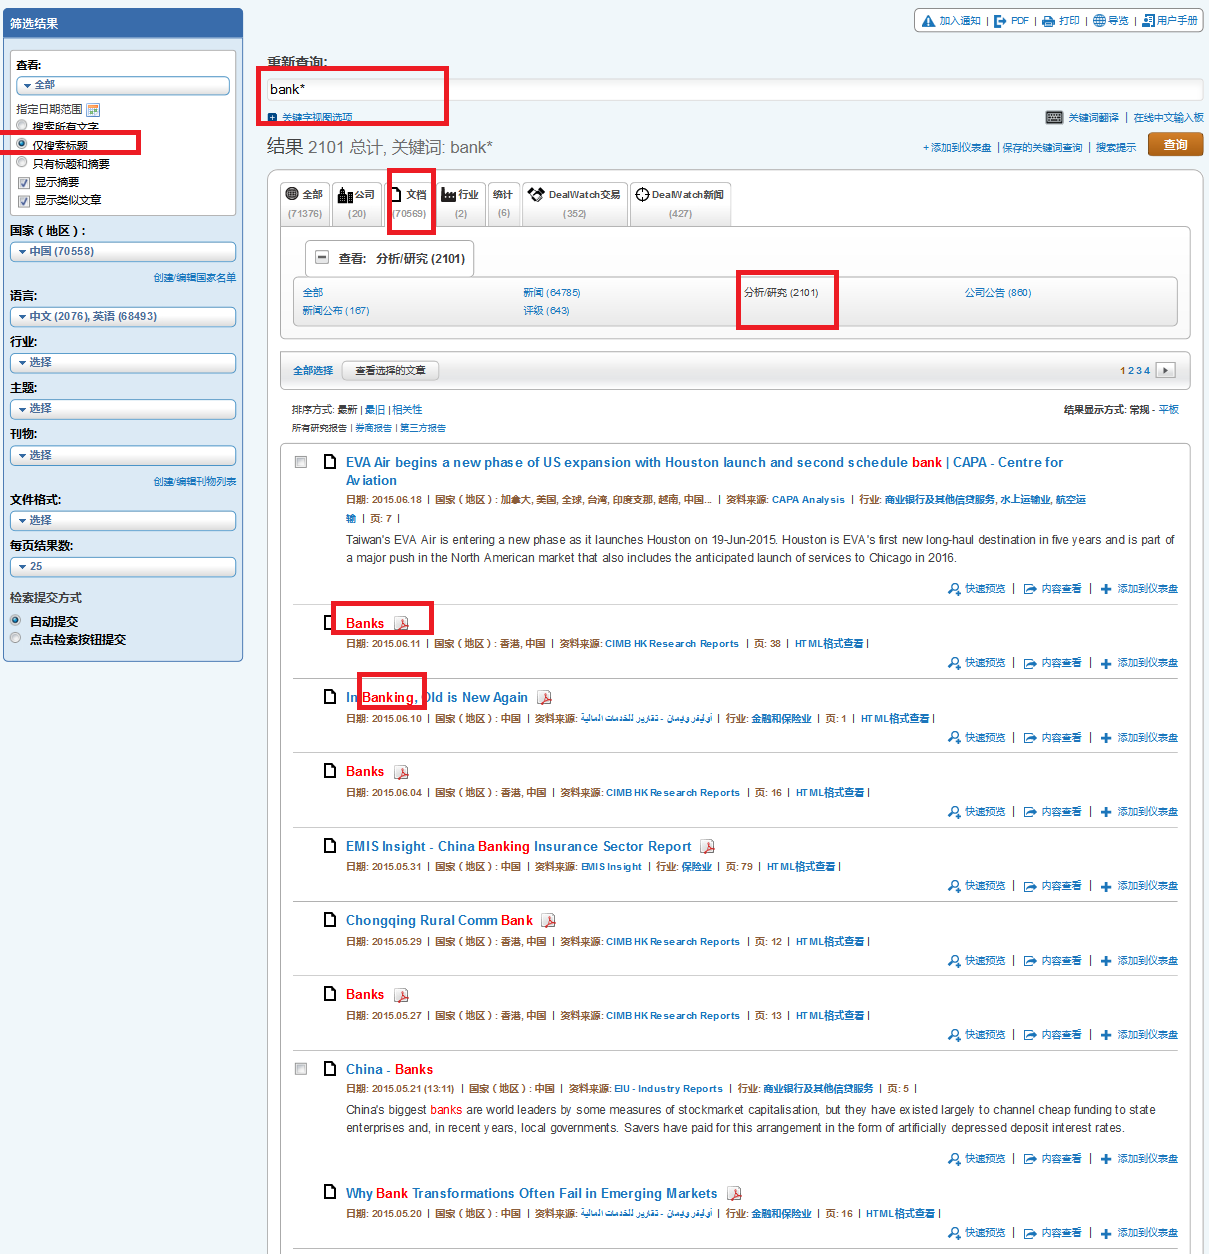 筛选结果
查看:
全部
指定日期范围
搜索所有文字
仅搜索标题
只有标题和摘要
显示摘要
显示类似文章
国家 ( 地区 ) :
中国 (70558)
创建/编辑国家名单
语言:
中文 (2076), 英语 (68493)
行业:
选择
主题:
选择
刊物:
选择
创建/编辑刊物列表
文件格式:
选择
每页结果数:
25
检索提交方式
自动提交
点击检索按钮提交
加入通知 | PDF | 打印 | 导览 | 用户手册
重新查询:
bank*
关键字视图选项
关键词翻译 | 在线中文输入板
结果 2101 总计, 关键词: bank*
+ 添加到仪表盘 | 保存的关键词查询 | 搜索提示
查询
全部 (71376)
公司 (20)
文档 (70569)
行业 (2)
统计 (6)
DealWatch交易 (352)
DealWatch新闻 (427)
查看: 分析/研究 (2101)
全部 新闻 (64785) 分析/研究 (2101) 公司公告 (860)
新闻公布 (167) 评级 (643)
全部选择 查看选择的文章 1 2 3 4
排序方式: 最新 | 最旧 | 相关性
结果显示方式: 常规 - 平板
所有研究报告 | 券商报告 | 第三方报告
EVA Air begins a new phase of US expansion with Houston launch and second schedule bank | CAPA - Centre for
Aviation
日期: 2015.06.18 | 国家 ( 地区 ) : 加拿大, 美国, 全球, 台湾, 印度支那, 越南, 中国... | 资料来源: CAPA Analysis | 行业: 商业银行及其他信贷服务, 水上运输业, 航空运
输 | 页: 7 |
Taiwan's EVA Air is entering a new phase as it launches Houston on 19-Jun-2015. Houston is EVA's first new long-haul destination in five years and is part of
a major push in the North American market that also includes the anticipated launch of services to Chicago in 2016.
快速预览 | 内容查看 | 添加到仪表盘
Banks
日期: 2015.06.11 | 国家 ( 地区 ) : 香港, 中国 | 资料来源: CIMB HK Research Reports | 页: 38 | HTML格式查看 |
快速预览 | 内容查看 | 添加到仪表盘
In Banking, Old is New Again
日期: 2015.06.10 | 国家 ( 地区 ) : 中国 | 资料来源: أوليفر ويمان - تقارير للخدمات المالية | 行业: 金融和保险业 | 页: 1 | HTML格式查看 |
快速预览 | 内容查看 | 添加到仪表盘
Banks
日期: 2015.06.04 | 国家 ( 地区 ) : 香港, 中国 | 资料来源: CIMB HK Research Reports | 页: 16 | HTML格式查看 |
快速预览 | 内容查看 | 添加到仪表盘
EMIS Insight - China Banking Insurance Sector Report
日期: 2015.05.31 | 国家 ( 地区 ) : 中国 | 资料来源: EMIS Insight | 行业: 保险业 | 页: 79 | HTML格式查看 |
快速预览 | 内容查看 | 添加到仪表盘
Chongqing Rural Comm Bank
日期: 2015.05.29 | 国家 ( 地区 ) : 香港, 中国 | 资料来源: CIMB HK Research Reports | 页: 12 | HTML格式查看 |
快速预览 | 内容查看 | 添加到仪表盘
Banks
日期: 2015.05.27 | 国家 ( 地区 ) : 香港, 中国 | 资料来源: CIMB HK Research Reports | 页: 13 | HTML格式查看 |
快速预览 | 内容查看 | 添加到仪表盘
China - Banks
日期: 2015.05.21 (13:11) | 国家 ( 地区 ) : 中国 | 资料来源: EIU - Industry Reports | 行业: 商业银行及其他信贷服务 | 页: 5 |
China's biggest banks are world leaders by some measures of stockmarket capitalisation, but they have existed largely to channel cheap funding to state
enterprises and, in recent years, local governments. Savers have paid for this arrangement in the form of artificially depressed deposit interest rates.
快速预览 | 内容查看 | 添加到仪表盘
Why Bank Transformations Often Fail in Emerging Markets
日期: 2015.05.20 | 国家 ( 地区 ) : 中国 | 资料来源: أوليفر ويمان - تقارير للخدمات المالية | 行业: 金融和保险业 | 页: 16 | HTML格式查看 |
快速预览 | 内容查看 | 添加到仪表盘